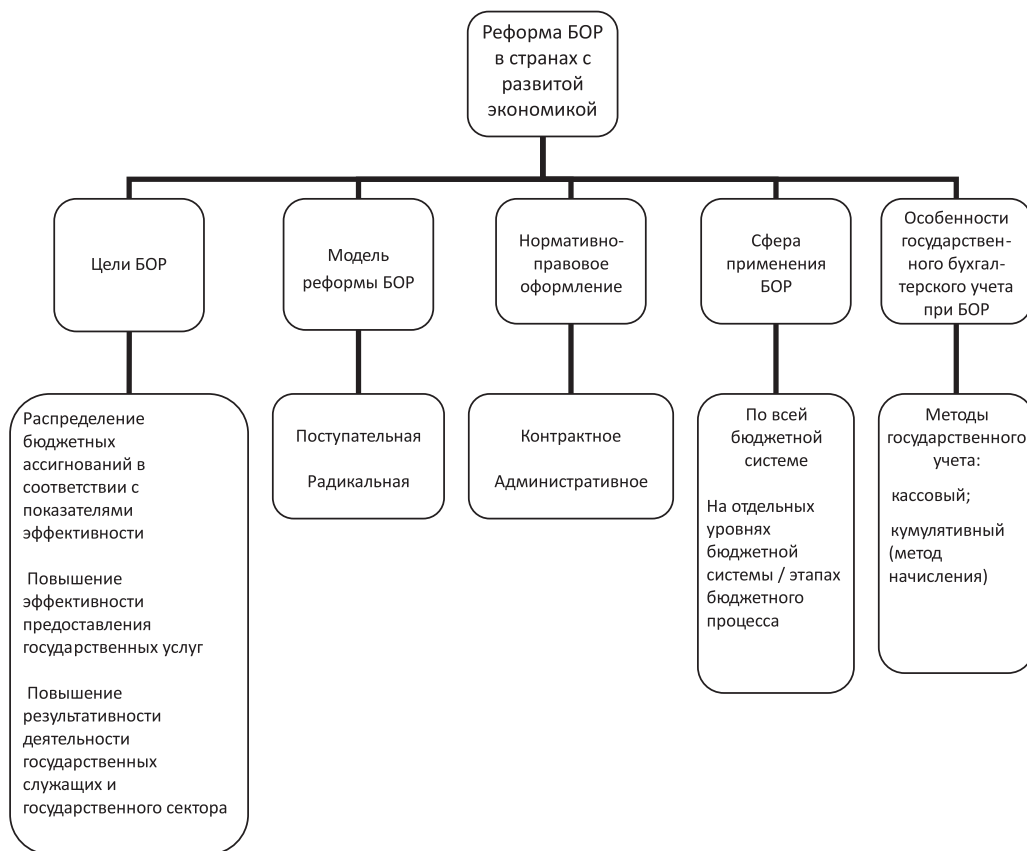 Реформа БОР
в странах с
развитой
экономикой
Цели БОР
Модель
реформы БОР
Нормативно-
правовое
оформление
Сфера
применения
БОР
Особенности
государствен-
ного бухгал-
терского учета
при БОР
Распределение
бюджетных
ассигнований в
соответствии с
показателями
эффективности
Повышение
эффективности
предоставления
государственных услуг
Повышение
результативности
деятельности
государственных
служащих и
государственного сектора
Поступательная
Радикальная
Контрактное
Административное
По всей
бюджетной
системе
На отдельных
уровнях
бюджетной
системы / этапах
бюджетного
процесса
Методы
государственного
учета:
кассовый;
кумулятивный
(метод
начисления)